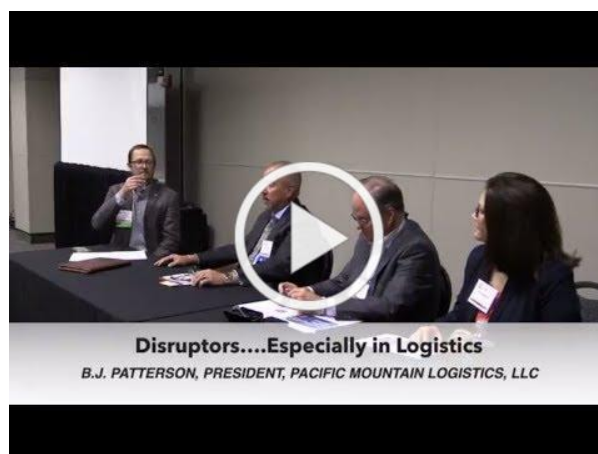 Disruptors....Especially in Logistics
B.J. PATTERSON, PRESIDENT, PACIFIC MOUNTAIN LOGISTICS, LLC